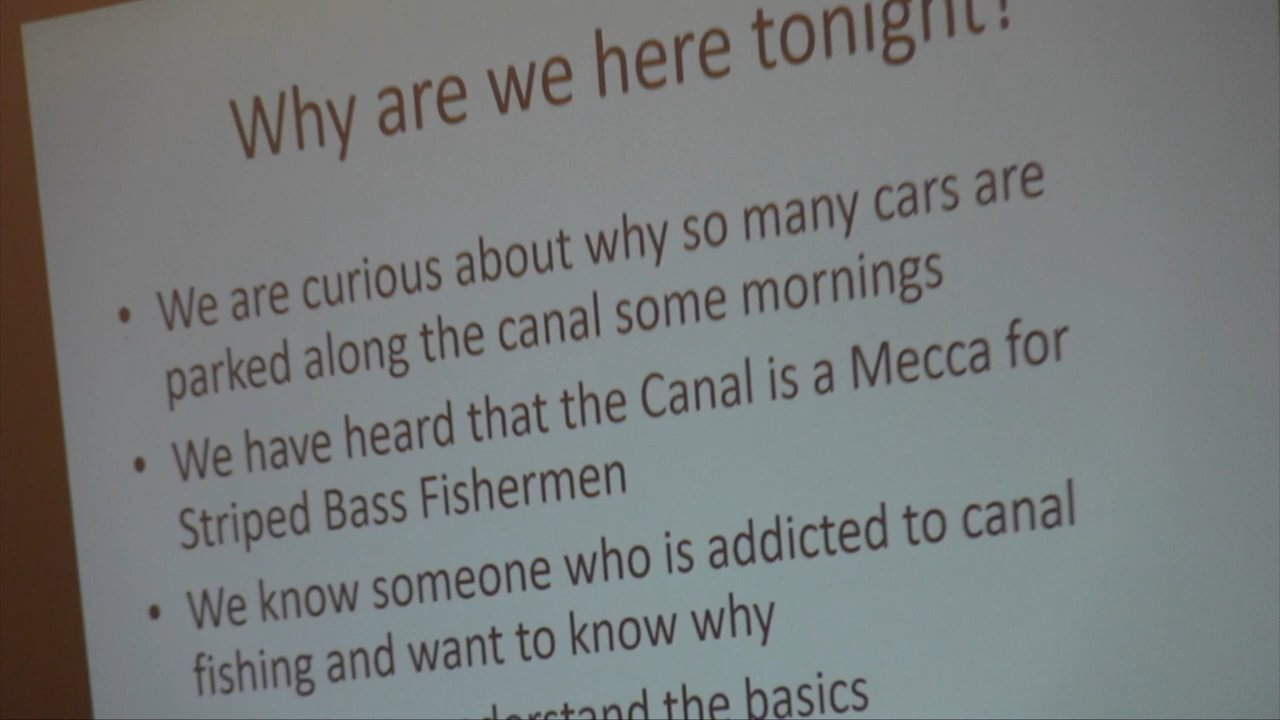 Why are we here tonight?
• We are curious about why so many cars are
parked along the canal some mornings
• We have heard that the Canal is a Mecca for
Striped Bass Fishermen
• We know someone who is addicted to canal
fishing and want to know why
the basics